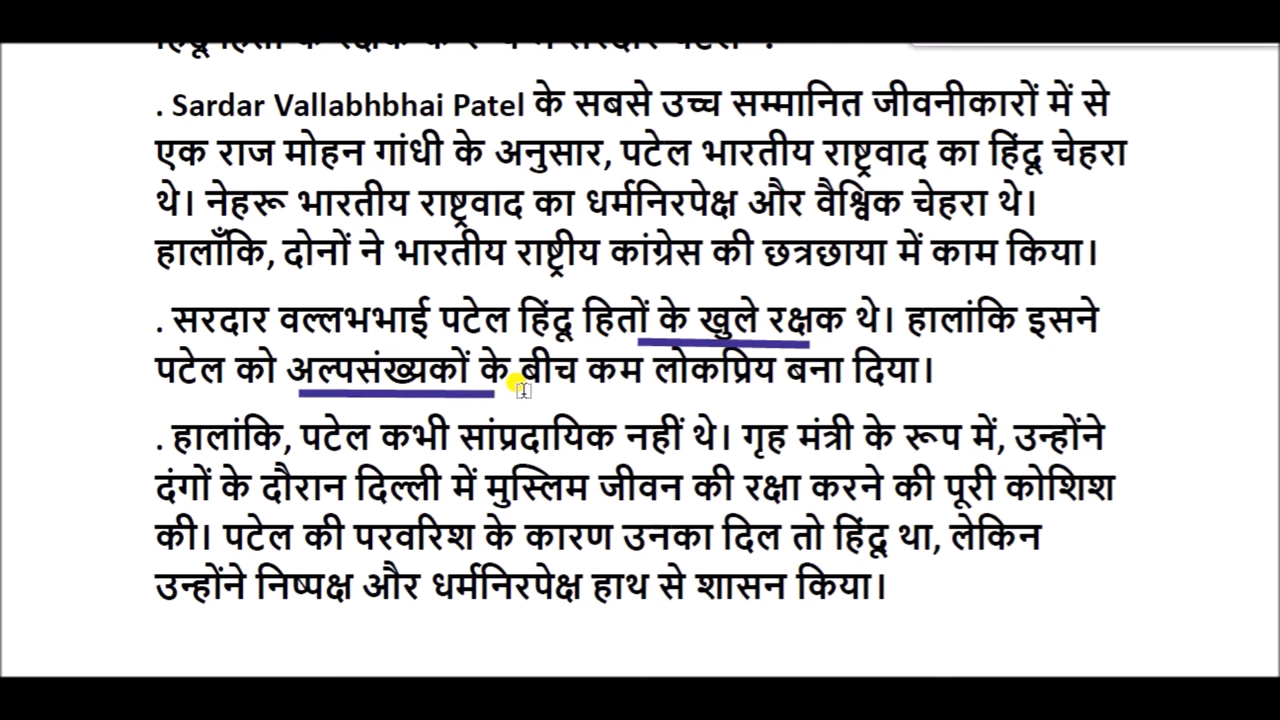 . Sardar Vallabhbhai Patel के सबसे उच्च सम्मानित जीवनीकारों में से
एक राज मोहन गांधी के अनुसार, पटेल भारतीय राष्ट्रवाद का हिंदू चेहरा
थे। नेहरू भारतीय राष्ट्रवाद का धर्मनिरपेक्ष और वैश्विक चेहरा थे।
हालाँकि, दोनों ने भारतीय राष्ट्रीय कांग्रेस की छत्रछाया में काम किया।
. सरदार वल्लभभाई पटेल हिंदू हितों के खुले रक्षक थे। हालांकि इसने
पटेल को अल्पसंख्यकों के बीच कम लोकप्रिय बना दिया।
. हालांकि, पटेल कभी सांप्रदायिक नहीं थे। गृह मंत्री के रूप में, उन्होंने
दंगों के दौरान दिल्ली में मुस्लिम जीवन की रक्षा करने की पूरी कोशिश
की। पटेल की परवरिश के कारण उनका दिल तो हिंदू था, लेकिन
उन्होंने निष्पक्ष और धर्मनिरपेक्ष हाथ से शासन किया।